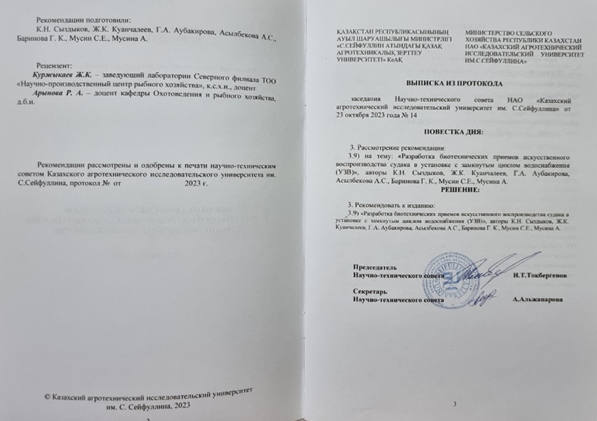 Рекомендации подготовили:
К.Н. Сыздыков, Ж.К. Куанчалеев, Г.А. Аубакирова, Асылбекова А.С.,
Баринова Г. К., Мусин С.Е., Мусина А.
Рецензент:
Куржыкаев Ж.К. – заведующий лаборатории Северного филиала ТОО
«Научно-производственный центр рыбного хозяйства», к.с.х.н., доцент
Арынова Р. А. – доцент кафедры Охотоведения и рыбного хозяйства,
д.б.н.
Рекомендации рассмотрены и одобрены к печати научно-техническим
советом Казахского агротехнического исследовательского университета им.
С.Сейфуллина, протокол № от 2023 г.
© Казахский агротехнический исследовательский университет
им. С. Сейфуллина, 2023
ҚАЗАҚСТАН РЕСПУБЛИКАСЫНЫҢ
АУЫЛ ШАРУАШЫЛЫҒЫ МИНИСТРЛІГІ
«С.СЕЙФУЛЛИН АТЫНДАҒЫ ҚАЗАҚ
АГРОТЕХНИКАЛЫҚ ЗЕРТТЕУ
УНИВЕРСИТЕТІ» КеАҚ
МИНИСТЕРСТВО СЕЛЬСКОГО
ХОЗЯЙСТВА РЕСПУБЛИКИ КАЗАХСТАН
НАО «КАЗАХСКИЙ АГРОТЕХНИЧЕСКИЙ
ИССЛЕДОВАТЕЛЬСКИЙ УНИВЕРСИТЕТ
ИМ.С.СЕЙФУЛЛИНА»
ВЫПИСКА ИЗ ПРОТОКОЛА
заседания Научно-технического совета НАО «Казахский
агротехнический исследовательский университет им. С.Сейфуллина» от
23 октября 2023 года № 14
ПОВЕСТКА ДНЯ:
3. Рассмотрение рекомендации:
3.9) на тему: «Разработка биотехнических приемов искусственного
воспроизводства судака в установке с замкнутым циклом водоснабжения
(УЗВ)», авторы К.Н. Сыздыков, Ж.К. Куанчалеев, Г.А. Аубакирова,
Асылбекова А.С., Баринова Г. К., Мусин С.Е., Мусина А.
РЕШЕНИЕ:
3. Рекомендовать к изданию:
3.9) «Разработка биотехнических приемов искусственного воспроизводства судака в
установке с замкнутым циклом водоснабжения (УЗВ)», авторы К.Н. Сыздыков, Ж.К.
Куанчалеев, Г.А. Аубакирова, Асылбекова А.С., Баринова Г. К., Мусин С.Е., Мусина А.
Председатель
Научно-технического совета Н.Т.Токбергенов
Секретарь
Научно-технического совета А.Альжапарова
3